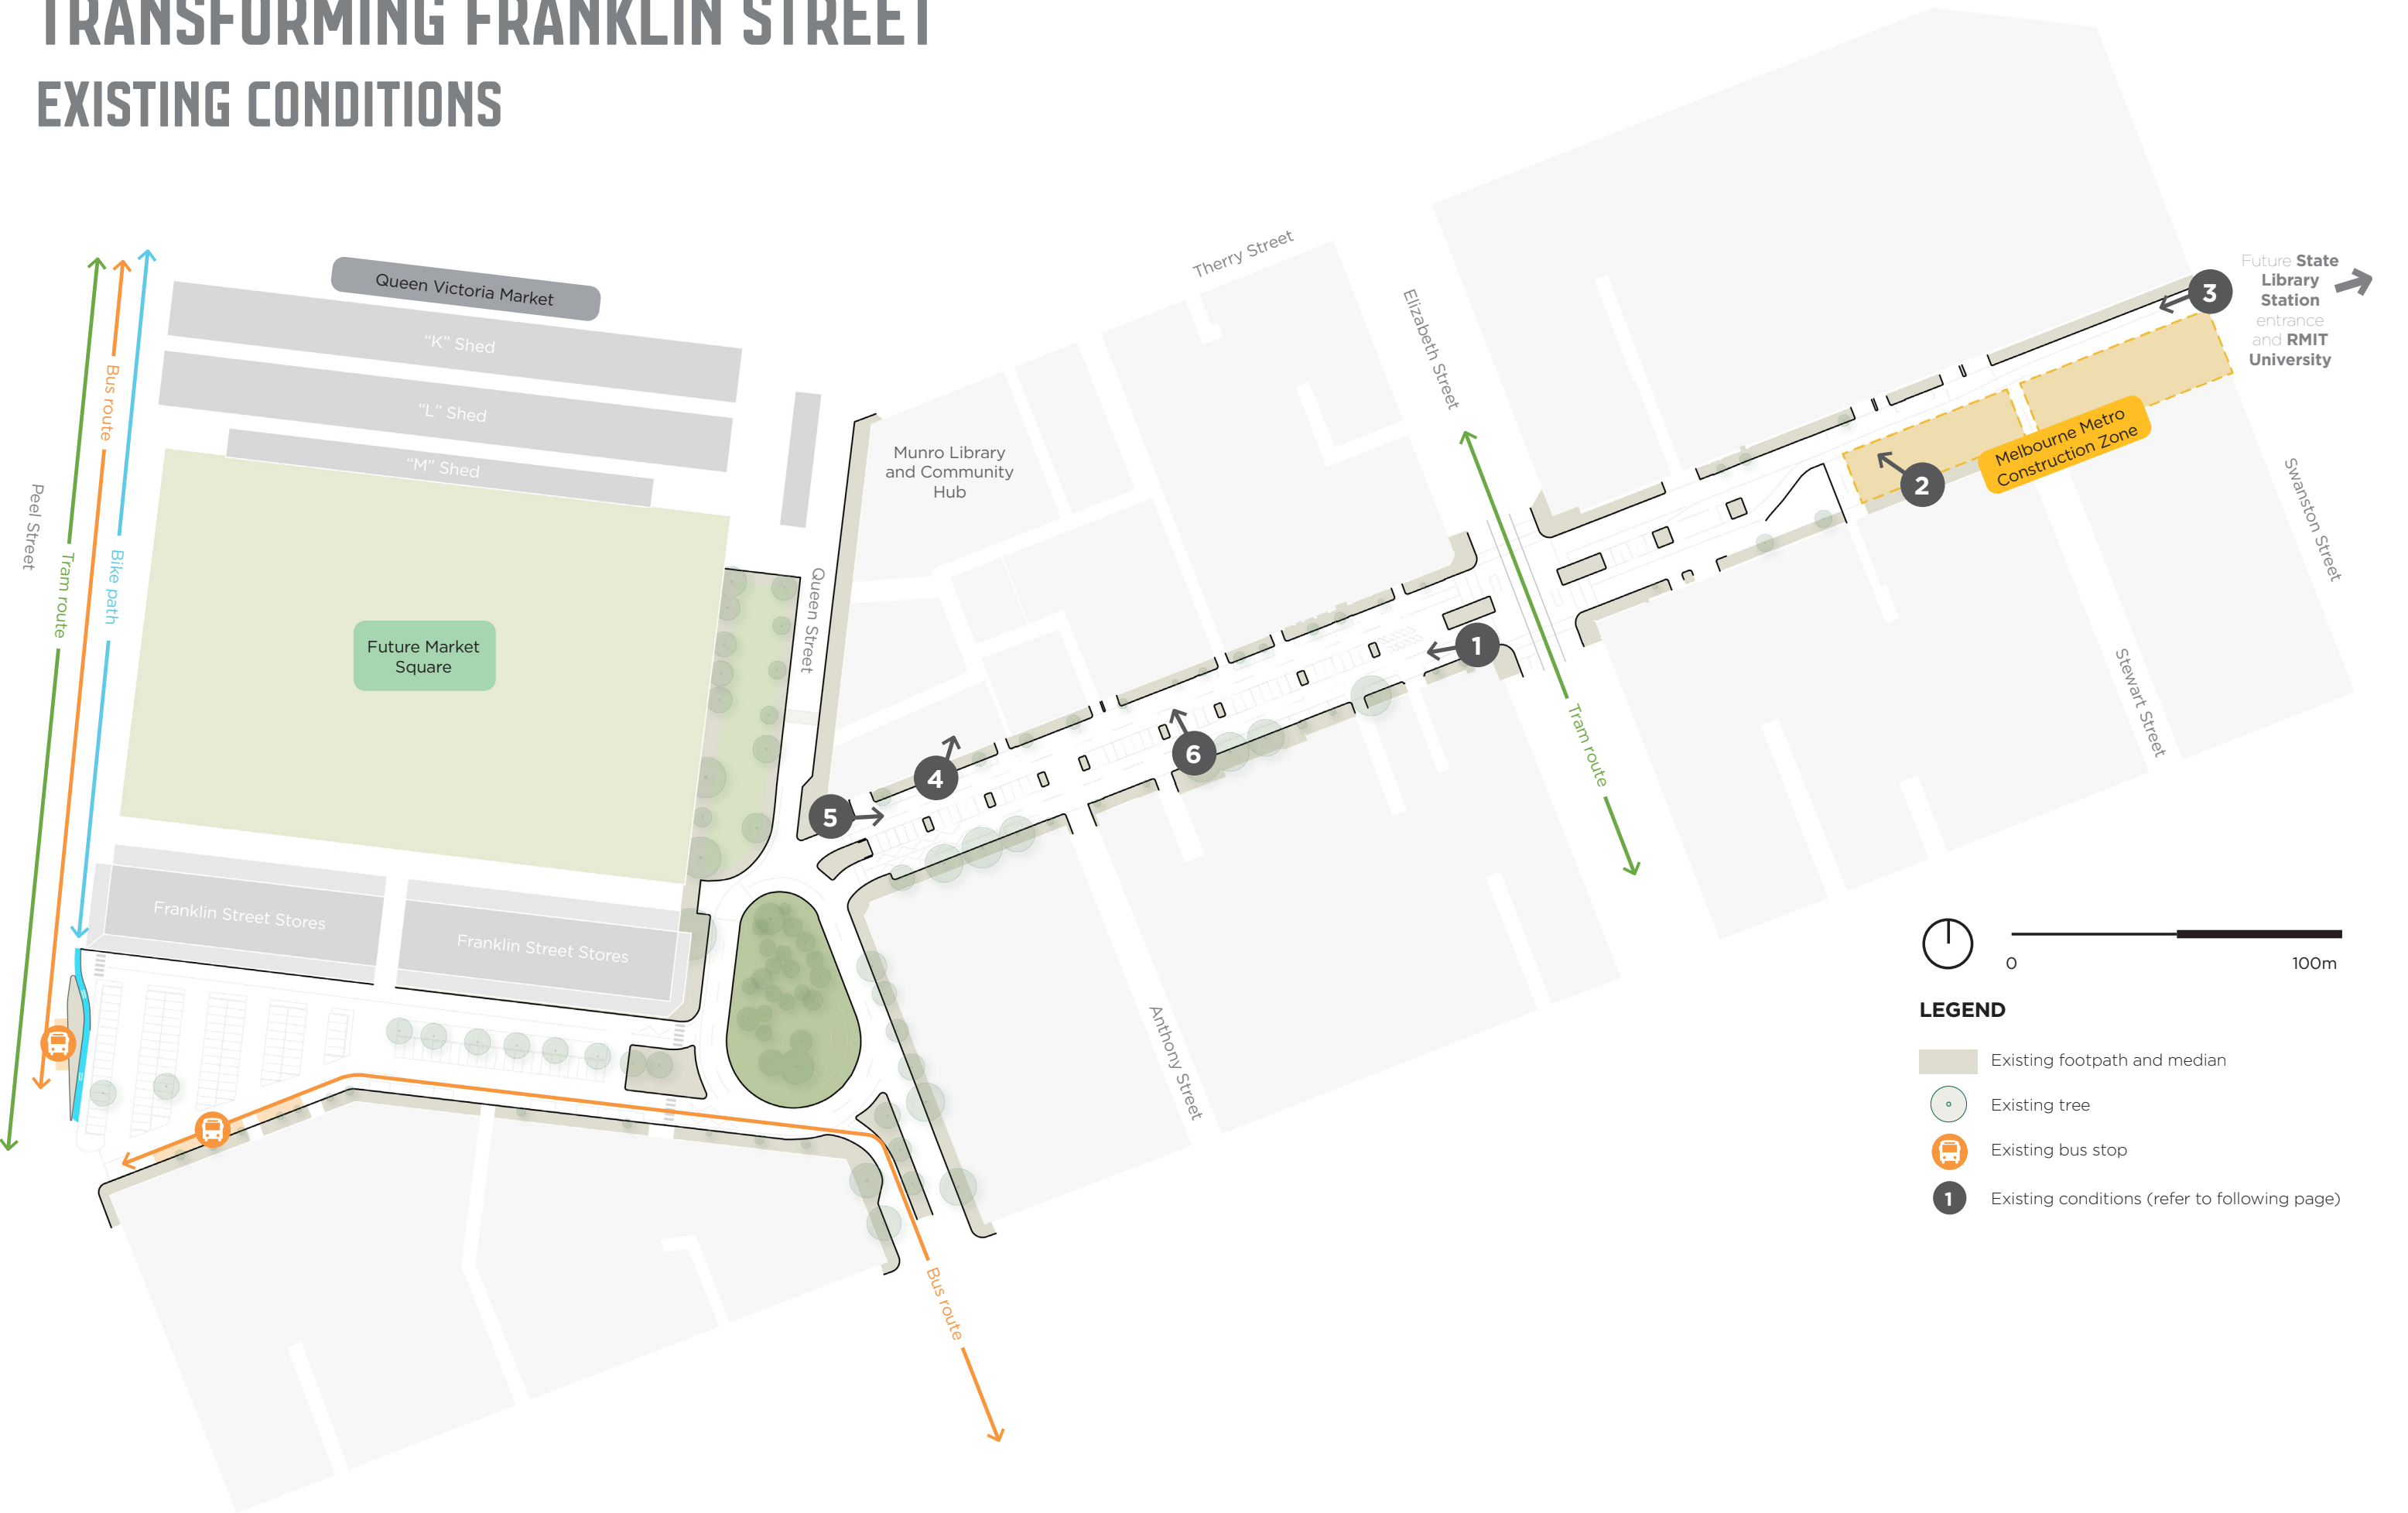 TRANSFORMING FRANKLIN STREET
EXISTING CONDITIONS
Queen Victoria Market
"K" Shed
"L" Shed
"M" Shed
Bus route
Tram route
Bike path
Peel Street
Future Market
Square
Queen Street
Munro Library
and Community
Hub
Therry Street
Elizabeth Street
Future State
Library
Station
entrance
and RMIT
University
3
Melbourne Metro
Construction Zone
2
Swanston Street
Stewart Street
1
6
4
5
Tram route
Franklin Street Stores
Franklin Street Stores
Anthony Street
Bus route
0
100m
LEGEND
Existing footpath and median
Existing tree
Existing bus stop
1
Existing conditions (refer to following page)